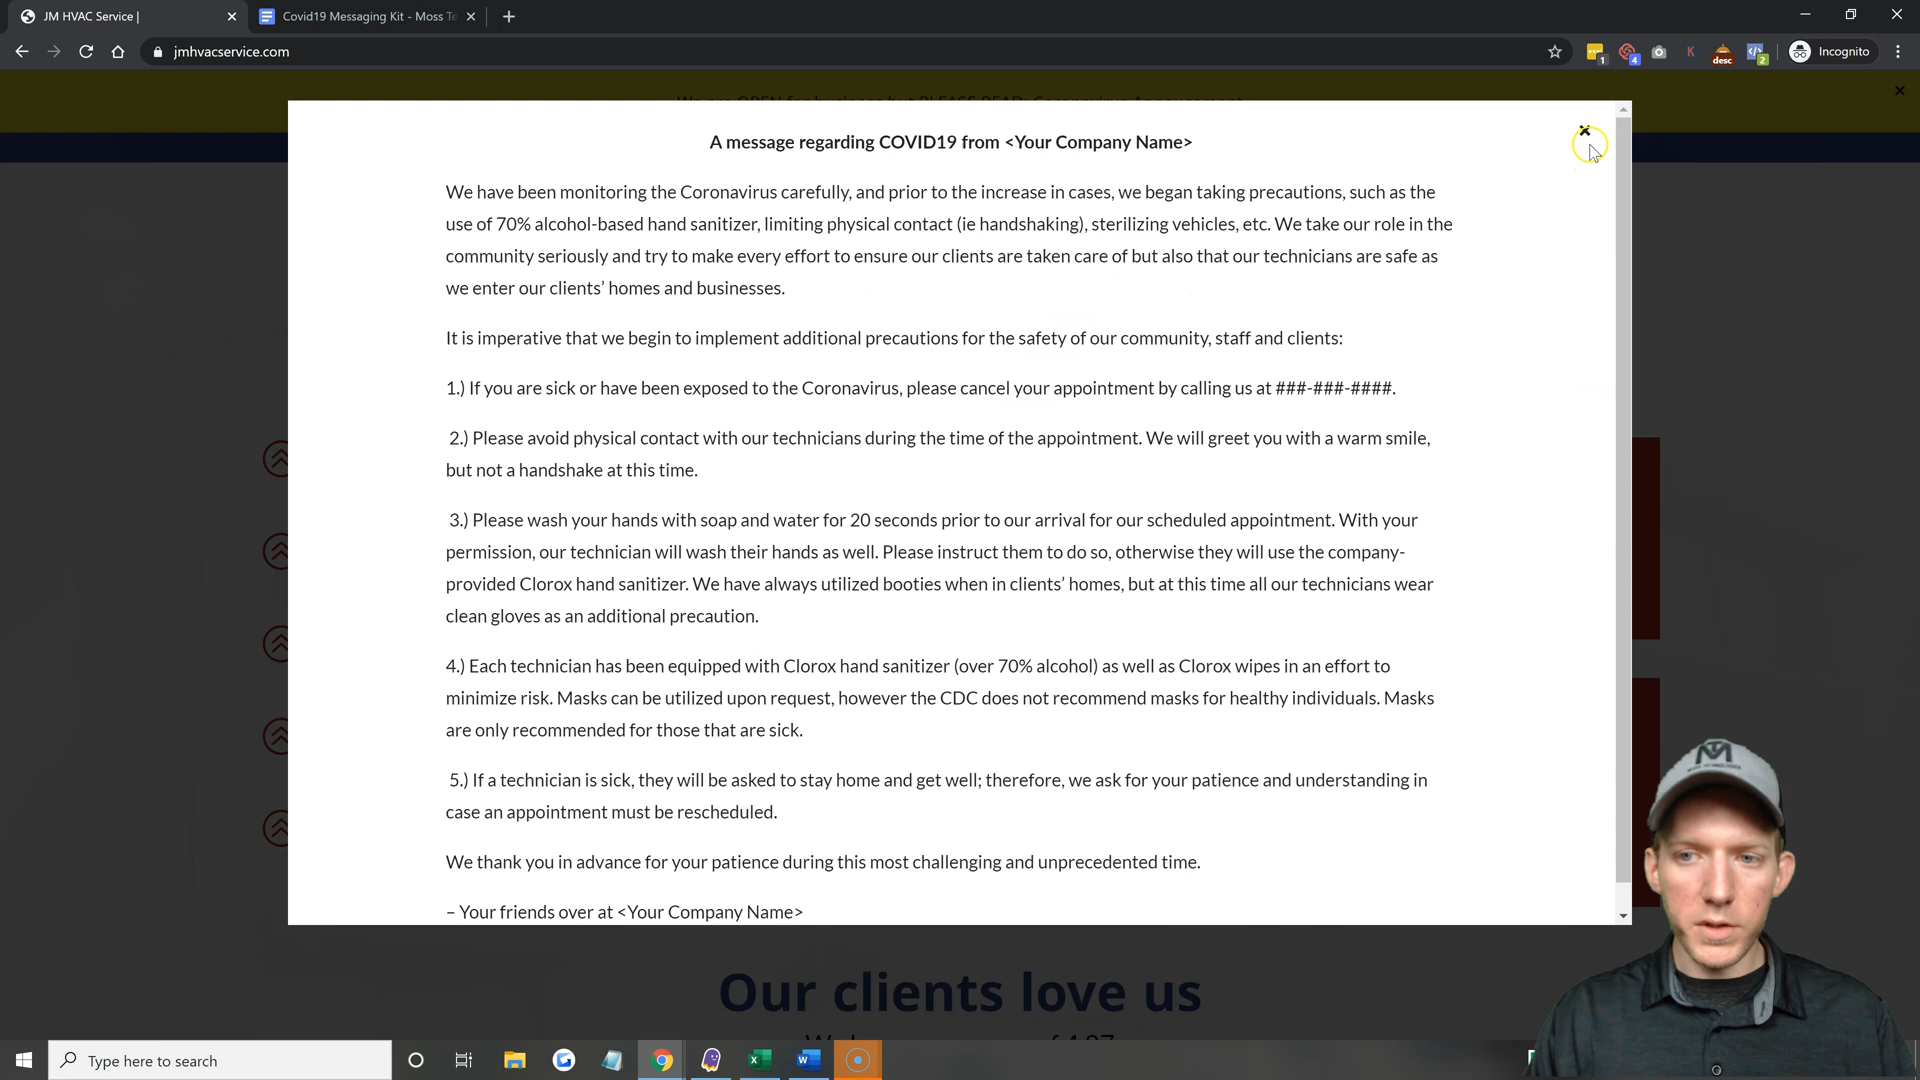 JM HVAC Service |
Covid19 Messaging Kit - Moss Te
jmhvacservice.com
1
4
K
desc
2
Incognito
We are OPEN for business but PLEASE READ: Coronavirus Announcement
A message regarding COVID19 from <Your Company Name>
We have been monitoring the Coronavirus carefully, and prior to the increase in cases, we began taking precautions, such as the
use of 70% alcohol-based hand sanitizer, limiting physical contact (ie handshaking), sterilizing vehicles, etc. We take our role in the
community seriously and try to make every effort to ensure our clients are taken care of but also that our technicians are safe as
we enter our clients’ homes and businesses.
It is imperative that we begin to implement additional precautions for the safety of our community, staff and clients:
1.) If you are sick or have been exposed to the Coronavirus, please cancel your appointment by calling us at ###-###-####.
2.) Please avoid physical contact with our technicians during the time of the appointment. We will greet you with a warm smile,
but not a handshake at this time.
3.) Please wash your hands with soap and water for 20 seconds prior to our arrival for our scheduled appointment. With your
permission, our technician will wash their hands as well. Please instruct them to do so, otherwise they will use the company-
provided Clorox hand sanitizer. We have always utilized booties when in clients’ homes, but at this time all our technicians wear
clean gloves as an additional precaution.
4.) Each technician has been equipped with Clorox hand sanitizer (over 70% alcohol) as well as Clorox wipes in an effort to
minimize risk. Masks can be utilized upon request, however the CDC does not recommend masks for healthy individuals. Masks
are only recommended for those that are sick.
5.) If a technician is sick, they will be asked to stay home and get well; therefore, we ask for your patience and understanding in
case an appointment must be rescheduled.
We thank you in advance for your patience during this most challenging and unprecedented time.
– Your friends over at <Your Company Name>
Our clients love us
Type here to search